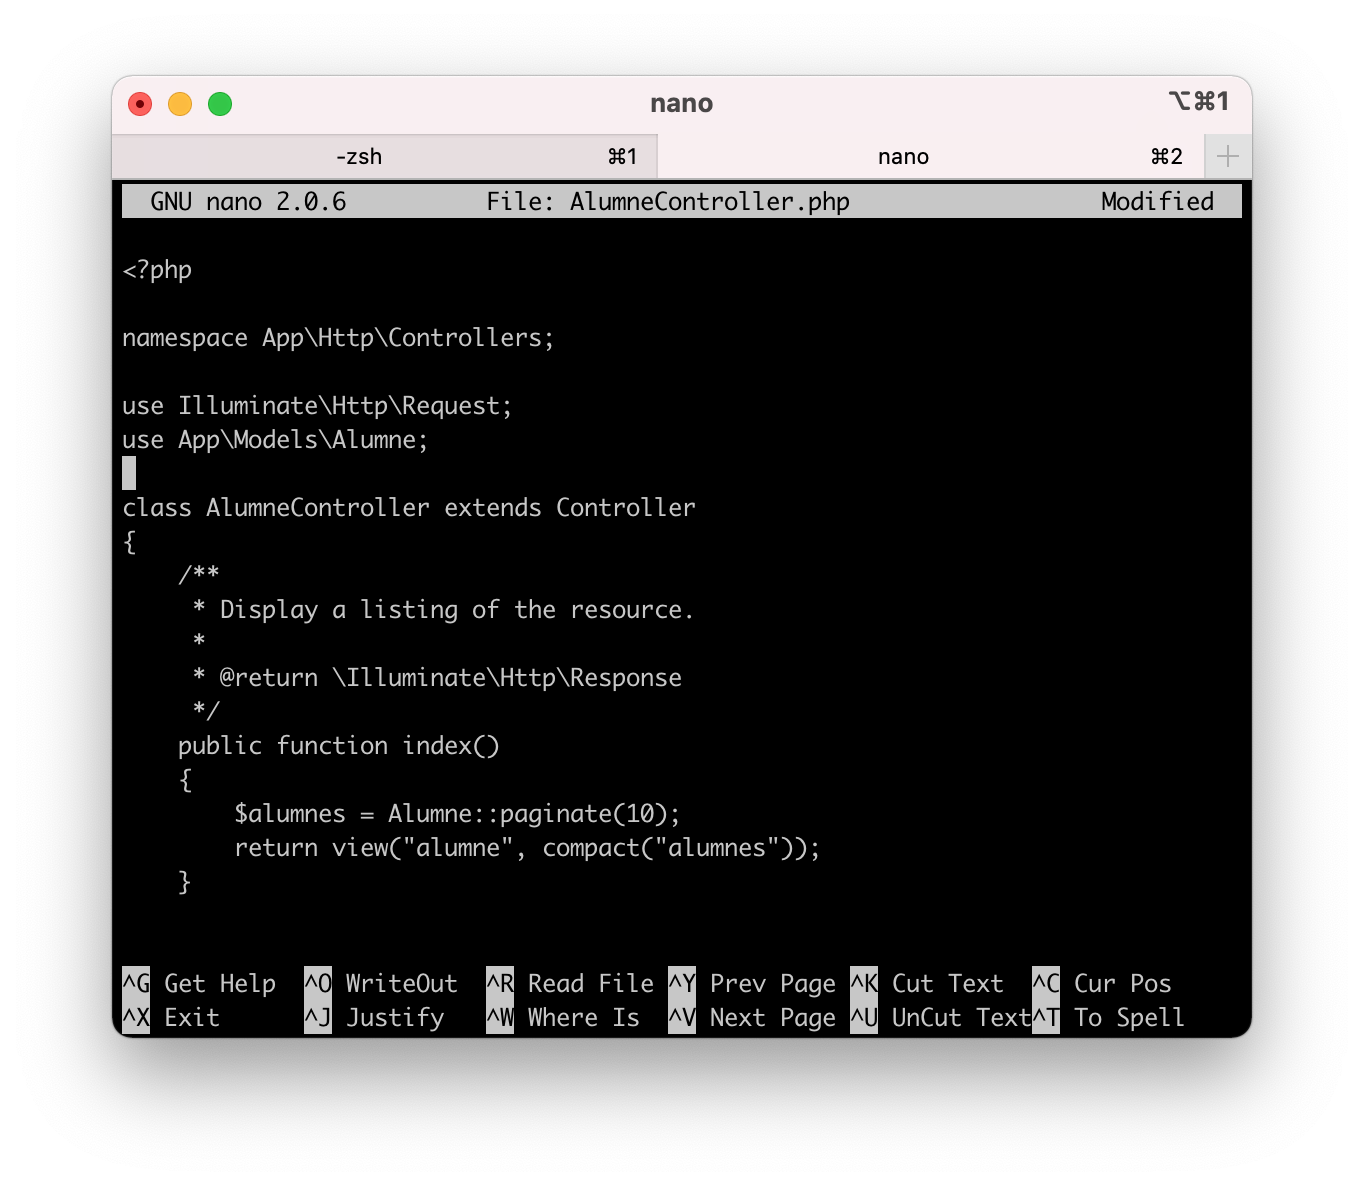 nano
⌥⌘1
-zsh ⌘1 nano ⌘2 +
GNU nano 2.0.6 File: AlumneController.php Modified
<?php
namespace App\Http\Controllers;
use Illuminate\Http\Request;
use App\Models\Alumne;
class AlumneController extends Controller
{
    /**
     * Display a listing of the resource.
     *
     * @return \Illuminate\Http\Response
     */
    public function index()
    {
        $alumnes = Alumne::paginate(10);
        return view("alumne", compact("alumnes"));
    }
^G Get Help ^O WriteOut ^R Read File ^Y Prev Page ^K Cut Text ^C Cur Pos
^X Exit ^J Justify ^W Where Is ^V Next Page ^U UnCut Text ^T To Spell